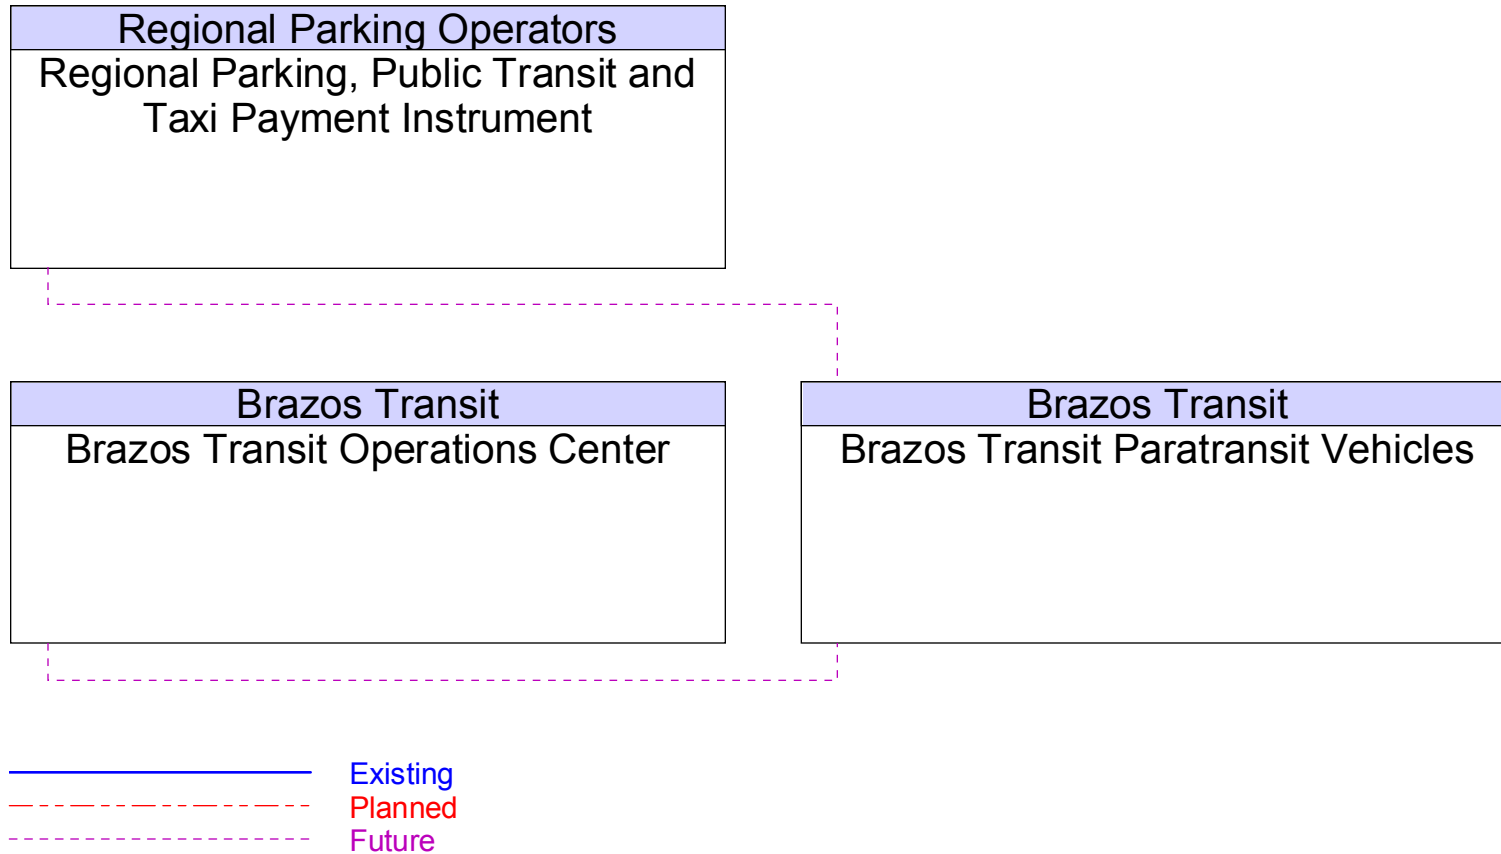 Regional Parking Operators
Regional Parking, Public Transit and
Taxi Payment Instrument
Brazos Transit
Brazos Transit Operations Center
Brazos Transit
Brazos Transit Paratransit Vehicles
Existing
Planned
Future